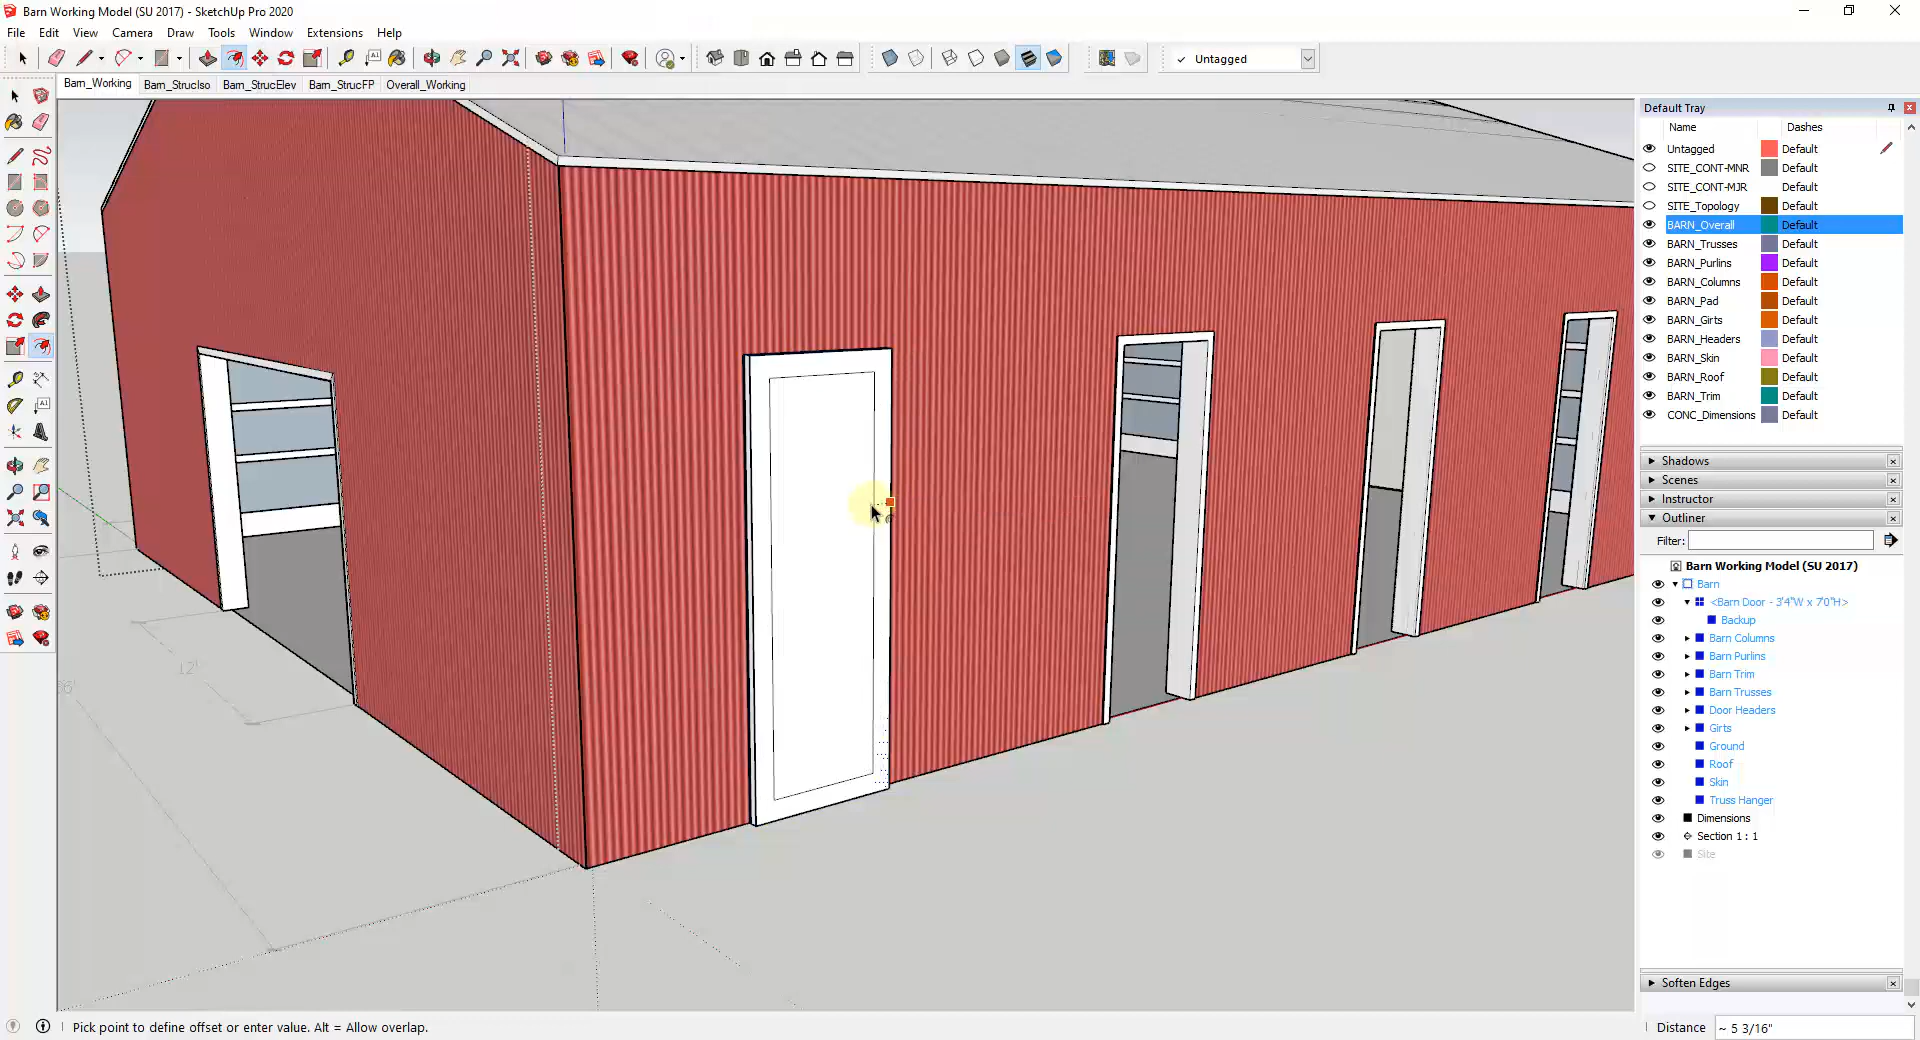 Barn Working Model (SU 2017) - SketchUp Pro 2020
File Edit View Camera Draw Tools Window Extensions Help
Untagged
Barn_Working Barn_StrucIso Barn_StrucElev Barn_StrucFP Overall_Working
Default Tray
Name Dashes
Untagged Default
SITE_CONT-MNR Default
SITE_CONT-MJR Default
SITE_Topology Default
BARN_Overall Default
BARN_Trusses Default
BARN_Purlins Default
BARN_Columns Default
BARN_Pad Default
BARN_Girts Default
BARN_Headers Default
BARN_Skin Default
BARN_Roof Default
BARN_Trim Default
CONC_Dimensions Default
Shadows
Scenes
Instructor
Outliner
Filter:
Barn Working Model (SU 2017)
Barn
<Barn Door - 3'4"W x 7'0"H>
Backup
Barn Columns
Barn Purlins
Barn Trim
Barn Trusses
Door Headers
Girts
Ground
Roof
Skin
Truss Hanger
Dimensions
Section 1 : 1
Site
12'
Soften Edges
Pick point to define offset or enter value. Alt = Allow overlap.
Distance ~ 5 3/16"